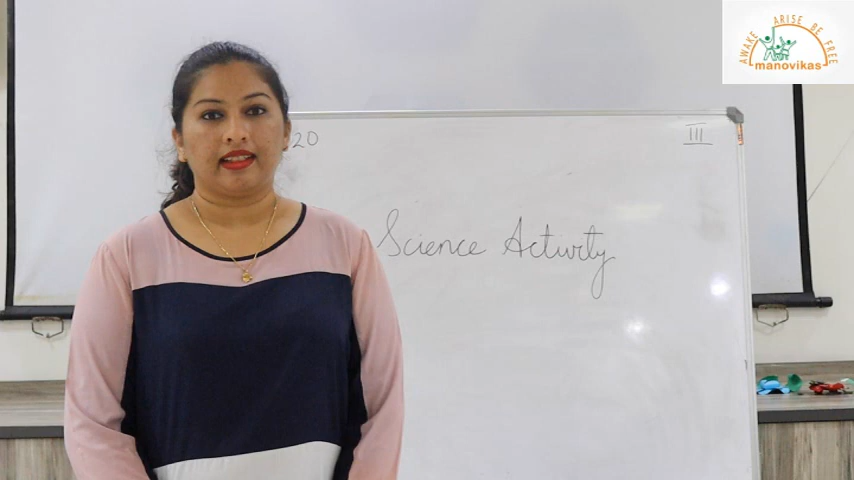 AWAKE ARISE BE FREE
manovikas
20
III
Science Activity